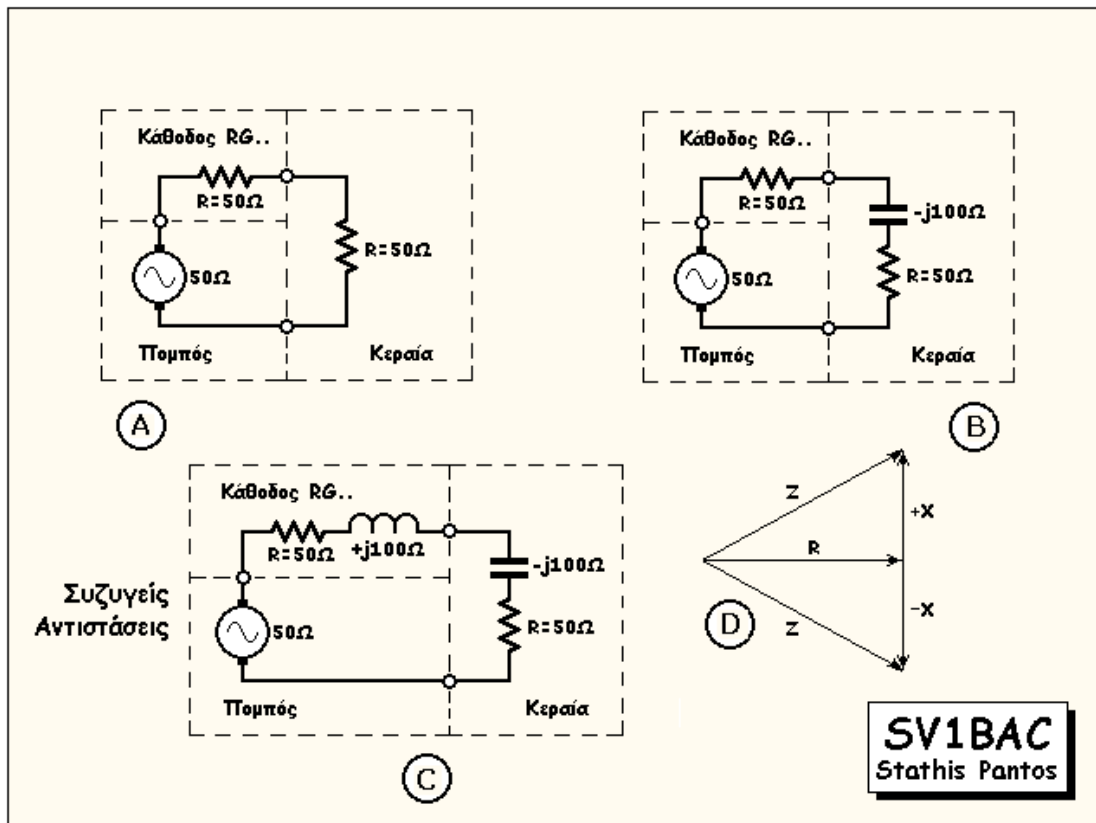 Κάθοδος RG..
R=50Ω
R=50Ω
50Ω
Πομπός
Κεραία
A
Κάθοδος RG..
R=50Ω
-j100Ω
R=50Ω
50Ω
Πομπός
Κεραία
B
Κάθοδος RG..
R=50Ω
+j100Ω
-j100Ω
R=50Ω
50Ω
Συζυγείς
Αντιστάσεις
Πομπός
Κεραία
C
Z
+X
R
-X
Z
D
SV1BAC
Stathis Pantos